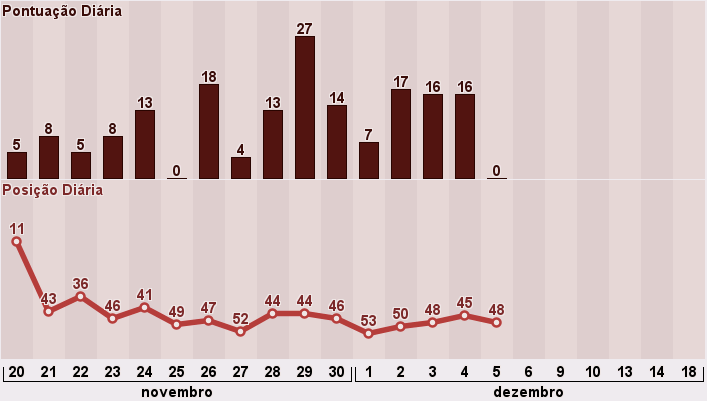 Pontuação Diária
5 8 5 8 13 0 18 4 13 27 14 7 17 16 16 0
Posição Diária
11 43 36 46 41 49 47 52 44 44 46 53 50 48 45 48
20 21 22 23 24 25 26 27 28 29 30 1 2 3 4 5 6 9 10 13 14 18
novembro dezembro